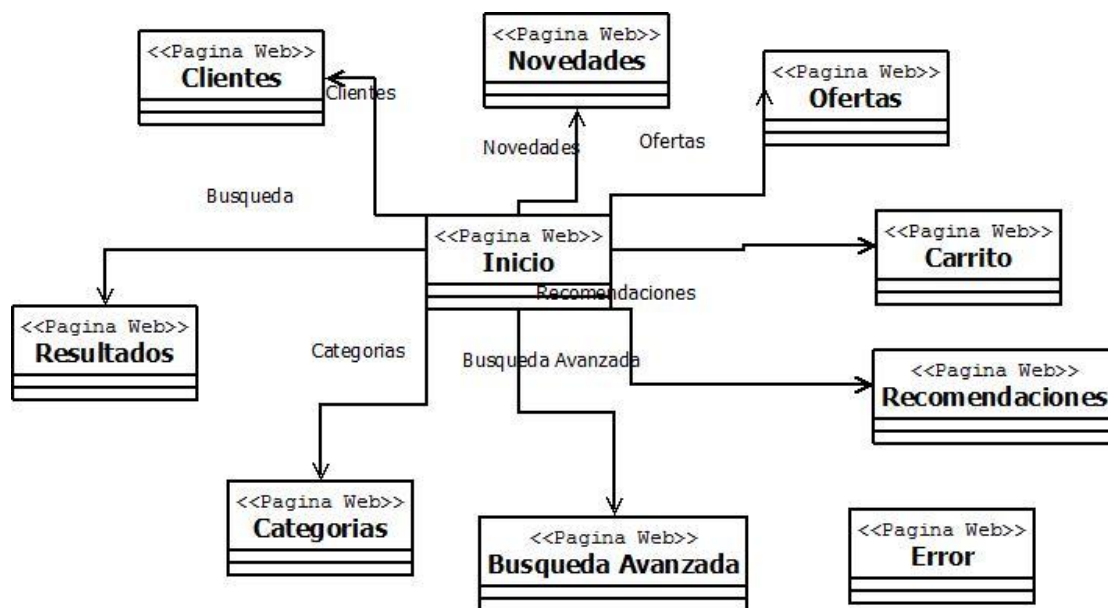 <<Pagina Web>>
Clientes
<<Pagina Web>>
Novedades
<<Pagina Web>>
Ofertas
Clientes
Novedades
Ofertas
Busqueda
<<Pagina Web>>
Inicio
<<Pagina Web>>
Carrito
Recomendaciones
<<Pagina Web>>
Resultados
Categorias
Busqueda Avanzada
<<Pagina Web>>
Recomendaciones
<<Pagina Web>>
Categorias
<<Pagina Web>>
Busqueda Avanzada
<<Pagina Web>>
Error